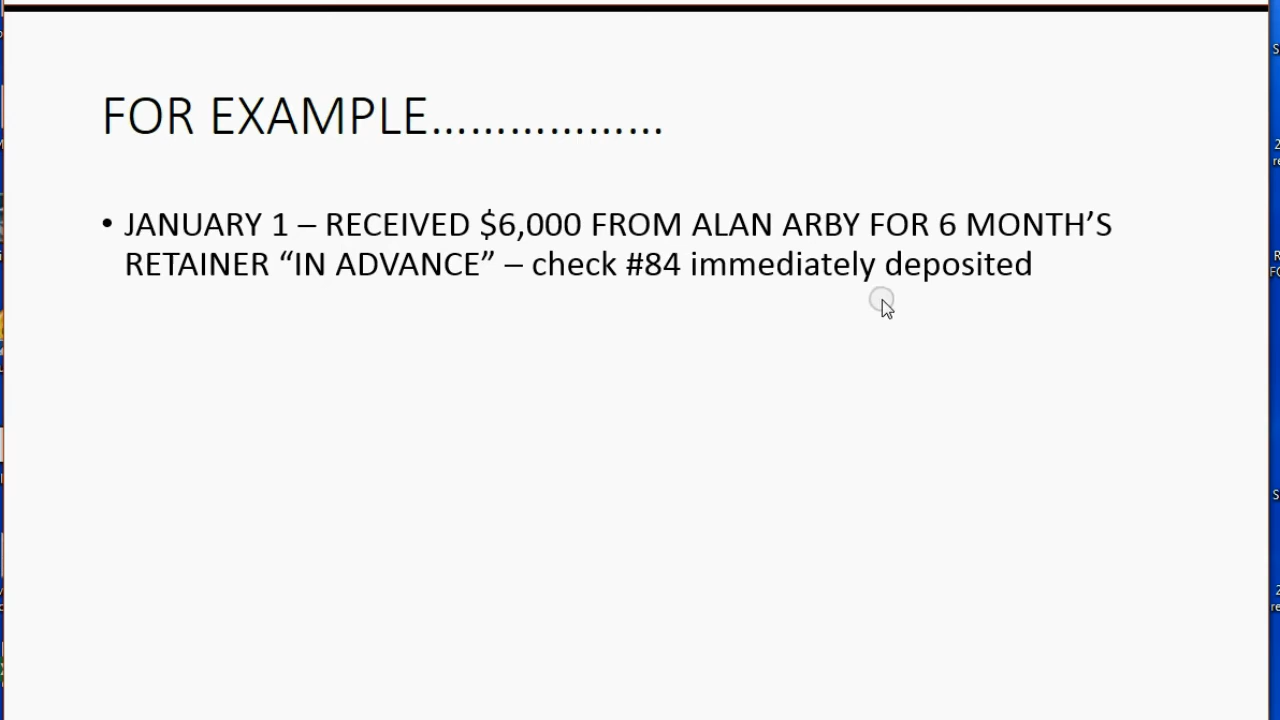 FOR EXAMPLE………………
• JANUARY 1 – RECEIVED $6,000 FROM ALAN ARBY FOR 6 MONTH’S
RETAINER “IN ADVANCE” – check #84 immediately deposited